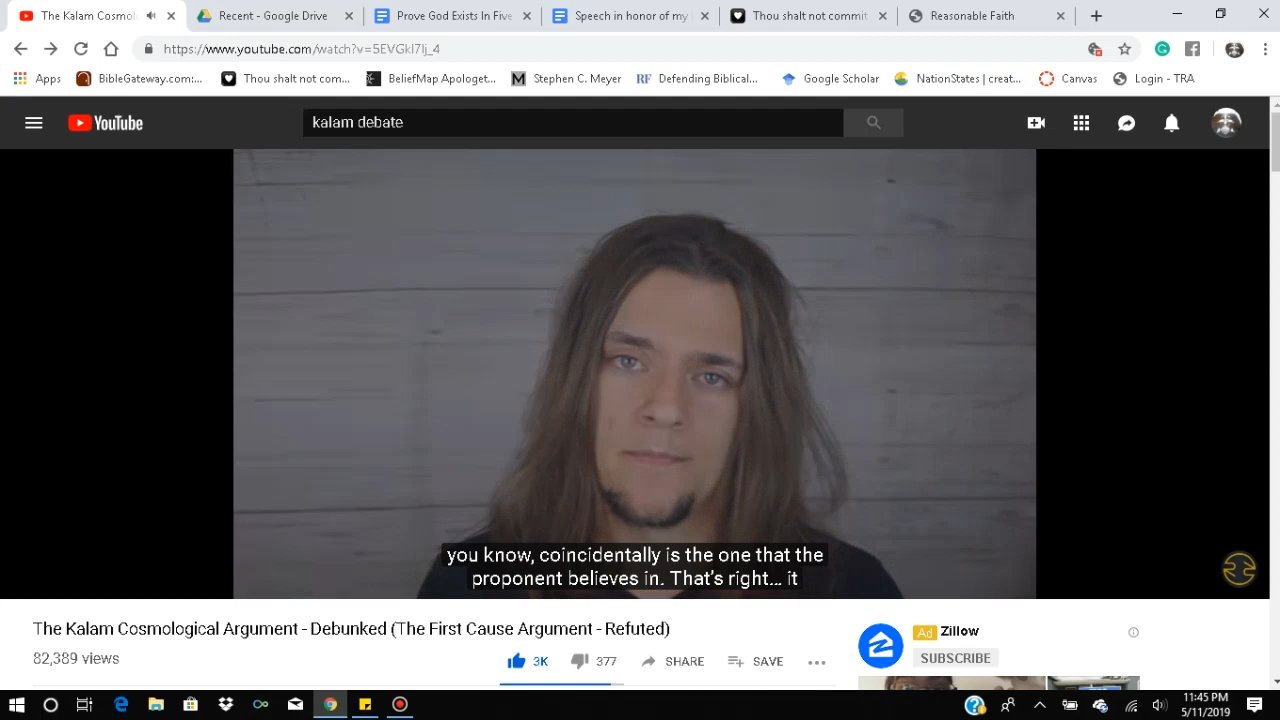 The Kalam Cosmol
Recent - Google Drive
Prove God Exists In Five
Speech in honor of my
Thou shalt not commit
Reasonable Faith
https://www.youtube.com/watch?v=5EVGkI7Ij_4
Apps
BibleGateway.com:...
Thou shalt not com...
BeliefMap Apologet...
Stephen C. Meyer
Defending Biblical...
Google Scholar
NationStates | creat...
Canvas
Login - TRA
YouTube
kalam debate
you know, coincidentally is the one that the
proponent believes in. That's right... it
The Kalam Cosmological Argument - Debunked (The First Cause Argument - Refuted)
82,389 views
3K
377
SHARE
SAVE
Ad Zillow
SUBSCRIBE
11:45 PM
5/11/2019